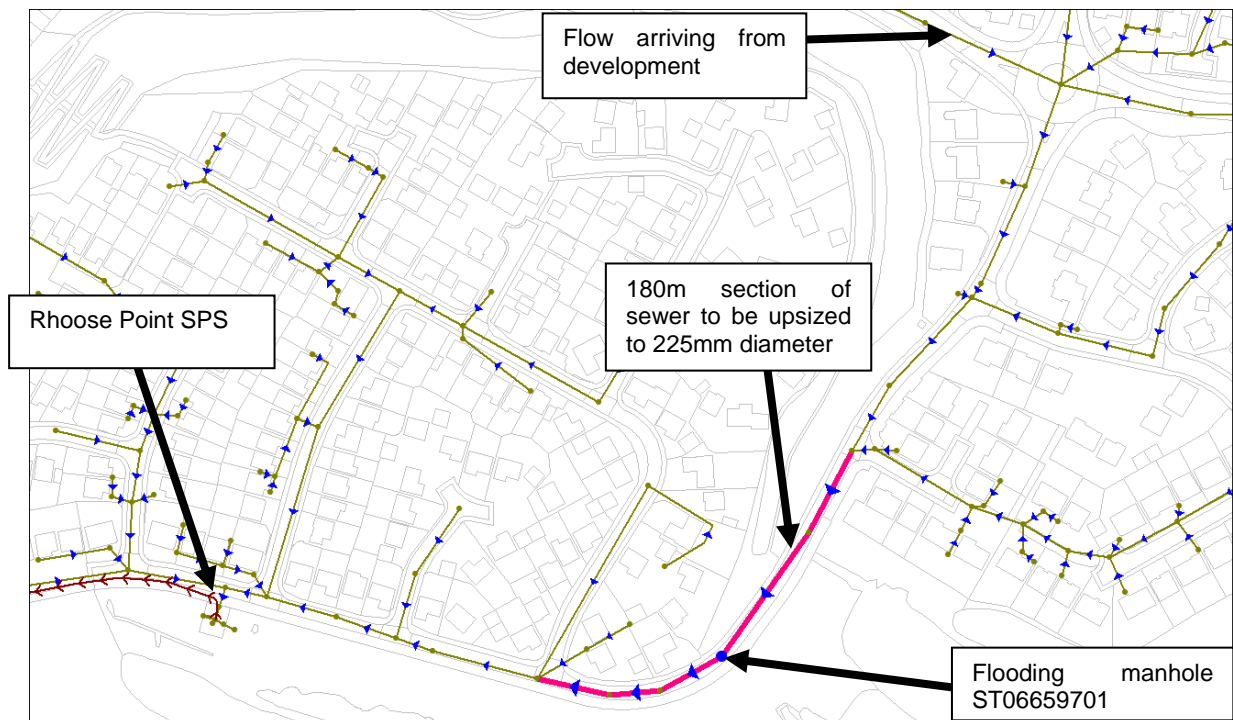 Flow arriving from
development
180m section of
sewer to be upsized
to 225mm diameter
Rhoose Point SPS
Flooding manhole
ST06659701